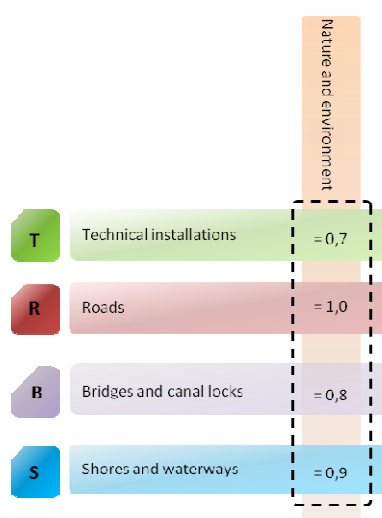 Nature and environment
T Technical installations = 0,7
R Roads = 1,0
B Bridges and canal locks = 0,8
S Shores and waterways = 0,9